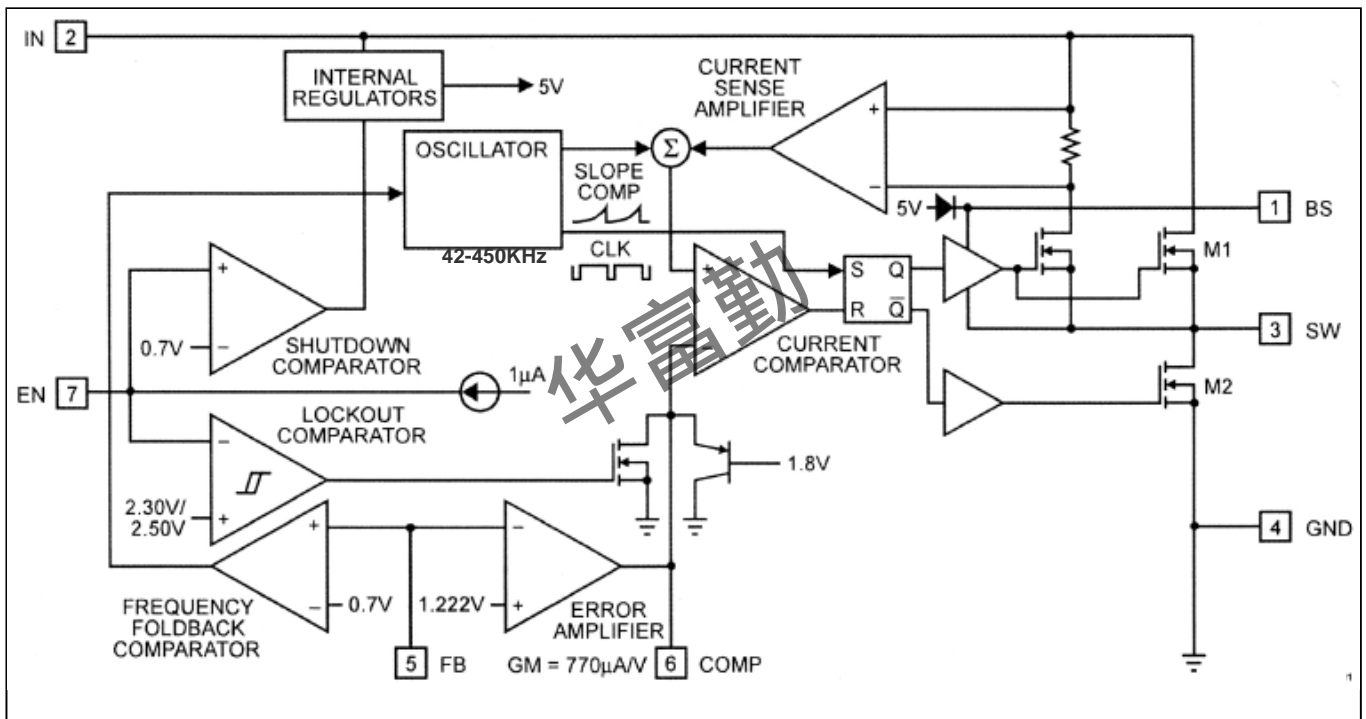 IN 2
INTERNAL
REGULATORS
5V
CURRENT
SENSE
AMPLIFIER
+
−
OSCILLATOR
Σ
SLOPE
COMP
CLK
42-450KHz
5V
1 BS
M1
+
−
0.7V
SHUTDOWN
COMPARATOR
+
−
CURRENT
COMPARATOR
S Q
R Q̅
3 SW
EN 7
1µA
M2
LOCKOUT
COMPARATOR
−
+
2.30V/
2.50V
1.8V
4 GND
+
−
0.7V
FREQUENCY
FOLDBACK
COMPARATOR
−
+
1.222V
ERROR
AMPLIFIER
5 FB
GM = 770µA/V
6 COMP
华富勤